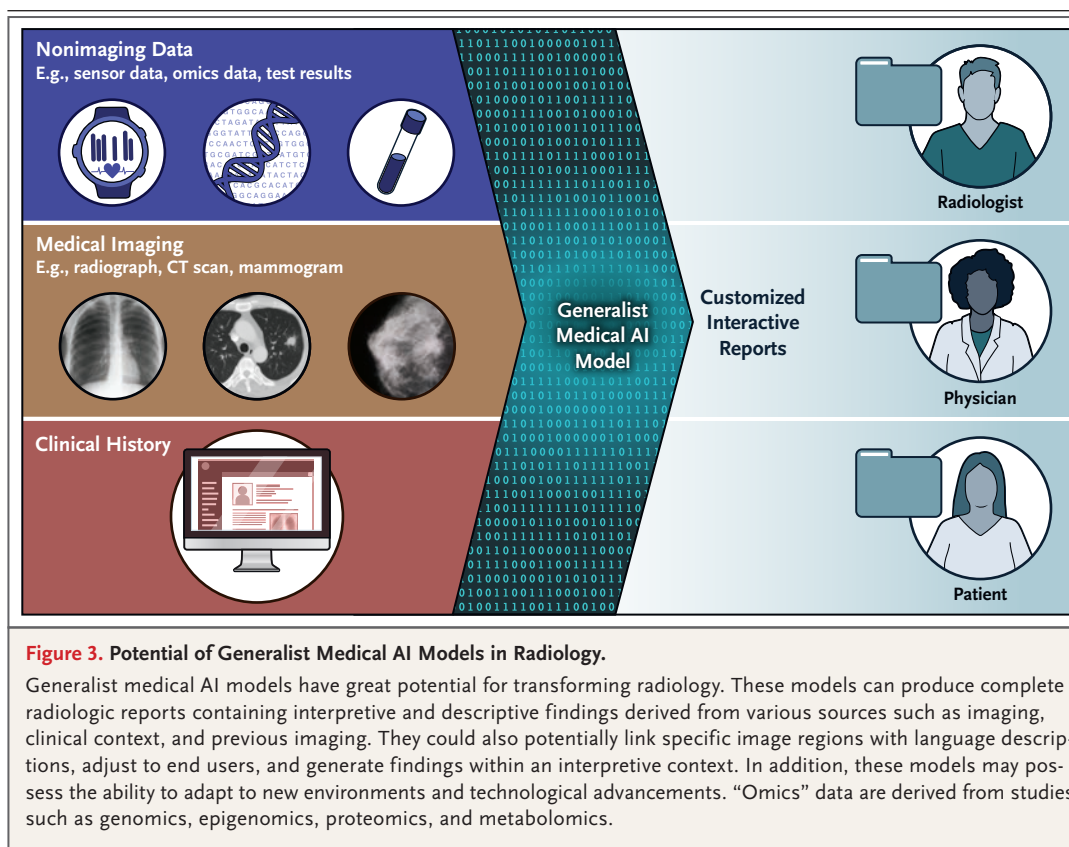 Nonimaging Data
E.g., sensor data, omics data, test results
Medical Imaging
E.g., radiograph, CT scan, mammogram
Clinical History
Generalist
Medical AI
Model
Customized
Interactive
Reports
Radiologist
Physician
Patient
Figure 3. Potential of Generalist Medical AI Models in Radiology.
Generalist medical AI models have great potential for transforming radiology. These models can produce complete
radiologic reports containing interpretive and descriptive findings derived from various sources such as imaging,
clinical context, and previous imaging. They could also potentially link specific image regions with language descrip-
tions, adjust to end users, and generate findings within an interpretive context. In addition, these models may pos-
sess the ability to adapt to new environments and technological advancements. “Omics” data are derived from studies
such as genomics, epigenomics, proteomics, and metabolomics.